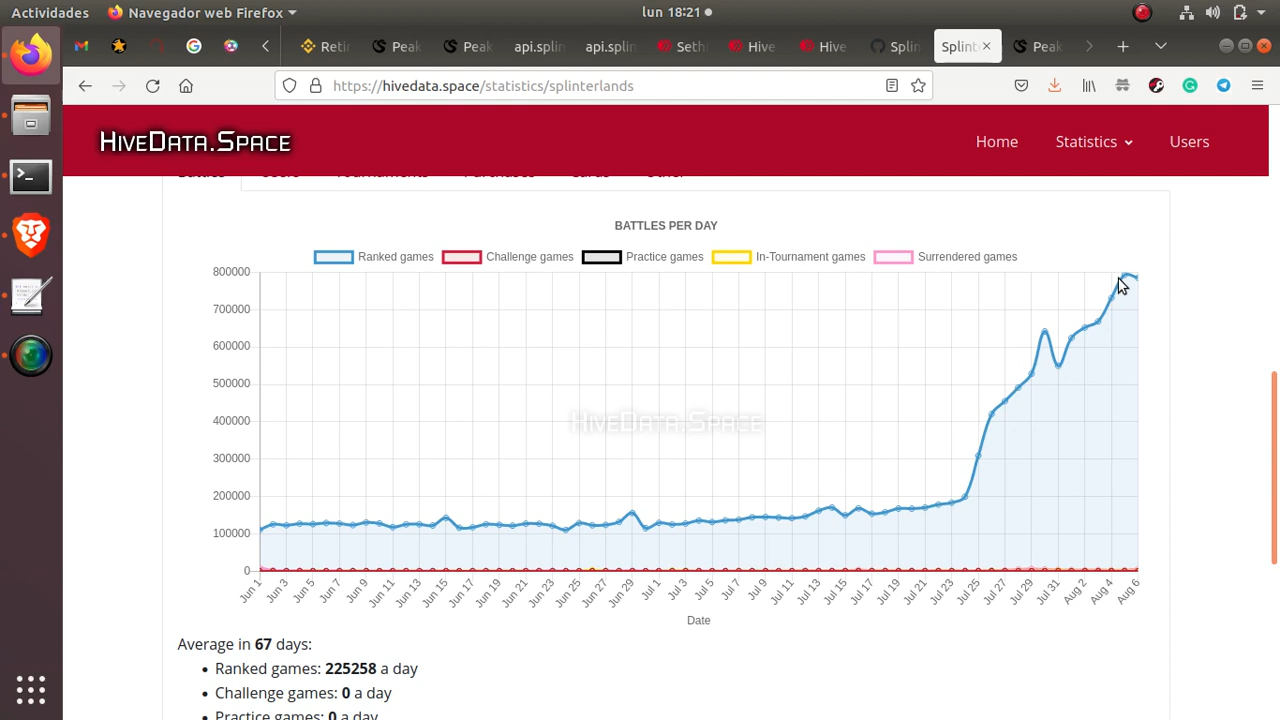 Actividades Navegador web Firefox lun 18:21
Reti Peak Peak api.splin api.splin Seth Hive Hive Splin Splint Peak
https://hivedata.space/statistics/splinterlands
HiveData.Space Home Statistics Users
BATTLES PER DAY
Ranked games Challenge games Practice games In-Tournament games Surrendered games
800000
700000
600000
500000
400000
300000
200000
100000
0
HiveData.Space
Jun 1 Jun 3 Jun 5 Jun 7 Jun 9 Jun 11 Jun 13 Jun 15 Jun 17 Jun 19 Jun 21 Jun 23 Jun 25 Jun 27 Jun 29 Jul 1 Jul 3 Jul 5 Jul 7 Jul 9 Jul 11 Jul 13 Jul 15 Jul 17 Jul 19 Jul 21 Jul 23 Jul 25 Jul 27 Jul 29 Jul 31 Aug 2 Aug 4 Aug 6
Date
Average in 67 days:
Ranked games: 225258 a day
Challenge games: 0 a day
Practice games: 0 a day